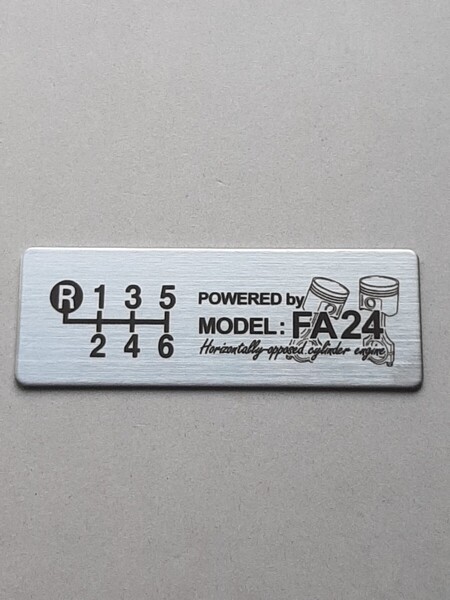 R 1 3 5
2 4 6
POWERED by
MODEL: FA24
Horizontally-opposed cylinder engine